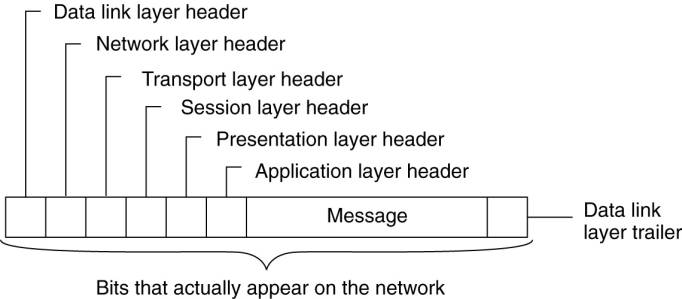 Data link layer header
Network layer header
Transport layer header
Session layer header
Presentation layer header
Application layer header
Message
Data link
layer trailer
Bits that actually appear on the network